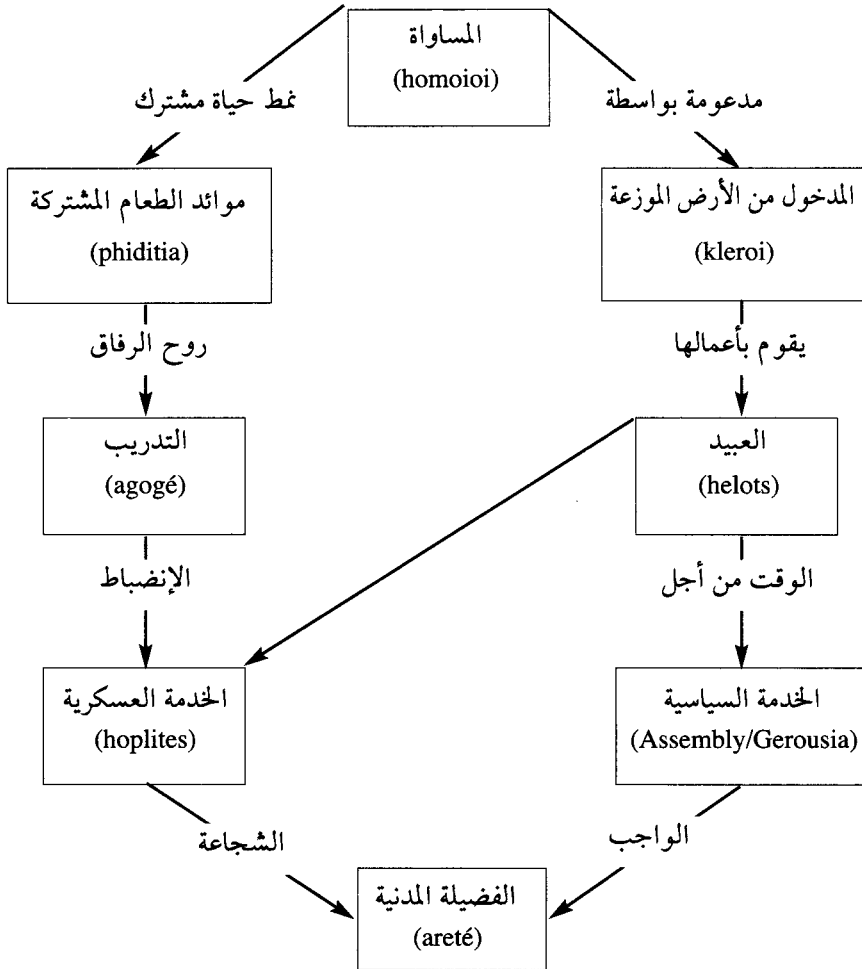 المساواة
(homoioi)
نمط حياة مشترك
مدعومة بواسطة
موائد الطعام المشتركة
(phiditia)
المدخول من الأرض الموزعة
(kleroi)
روح الرفاق
يقوم بأعمالها
التدريب
(agogé)
العبيد
(helots)
الإنضباط
الوقت من أجل
الخدمة العسكرية
(hoplites)
الخدمة السياسية
(Assembly/Gerousia)
الشجاعة
الواجب
الفضيلة المدنية
(areté)